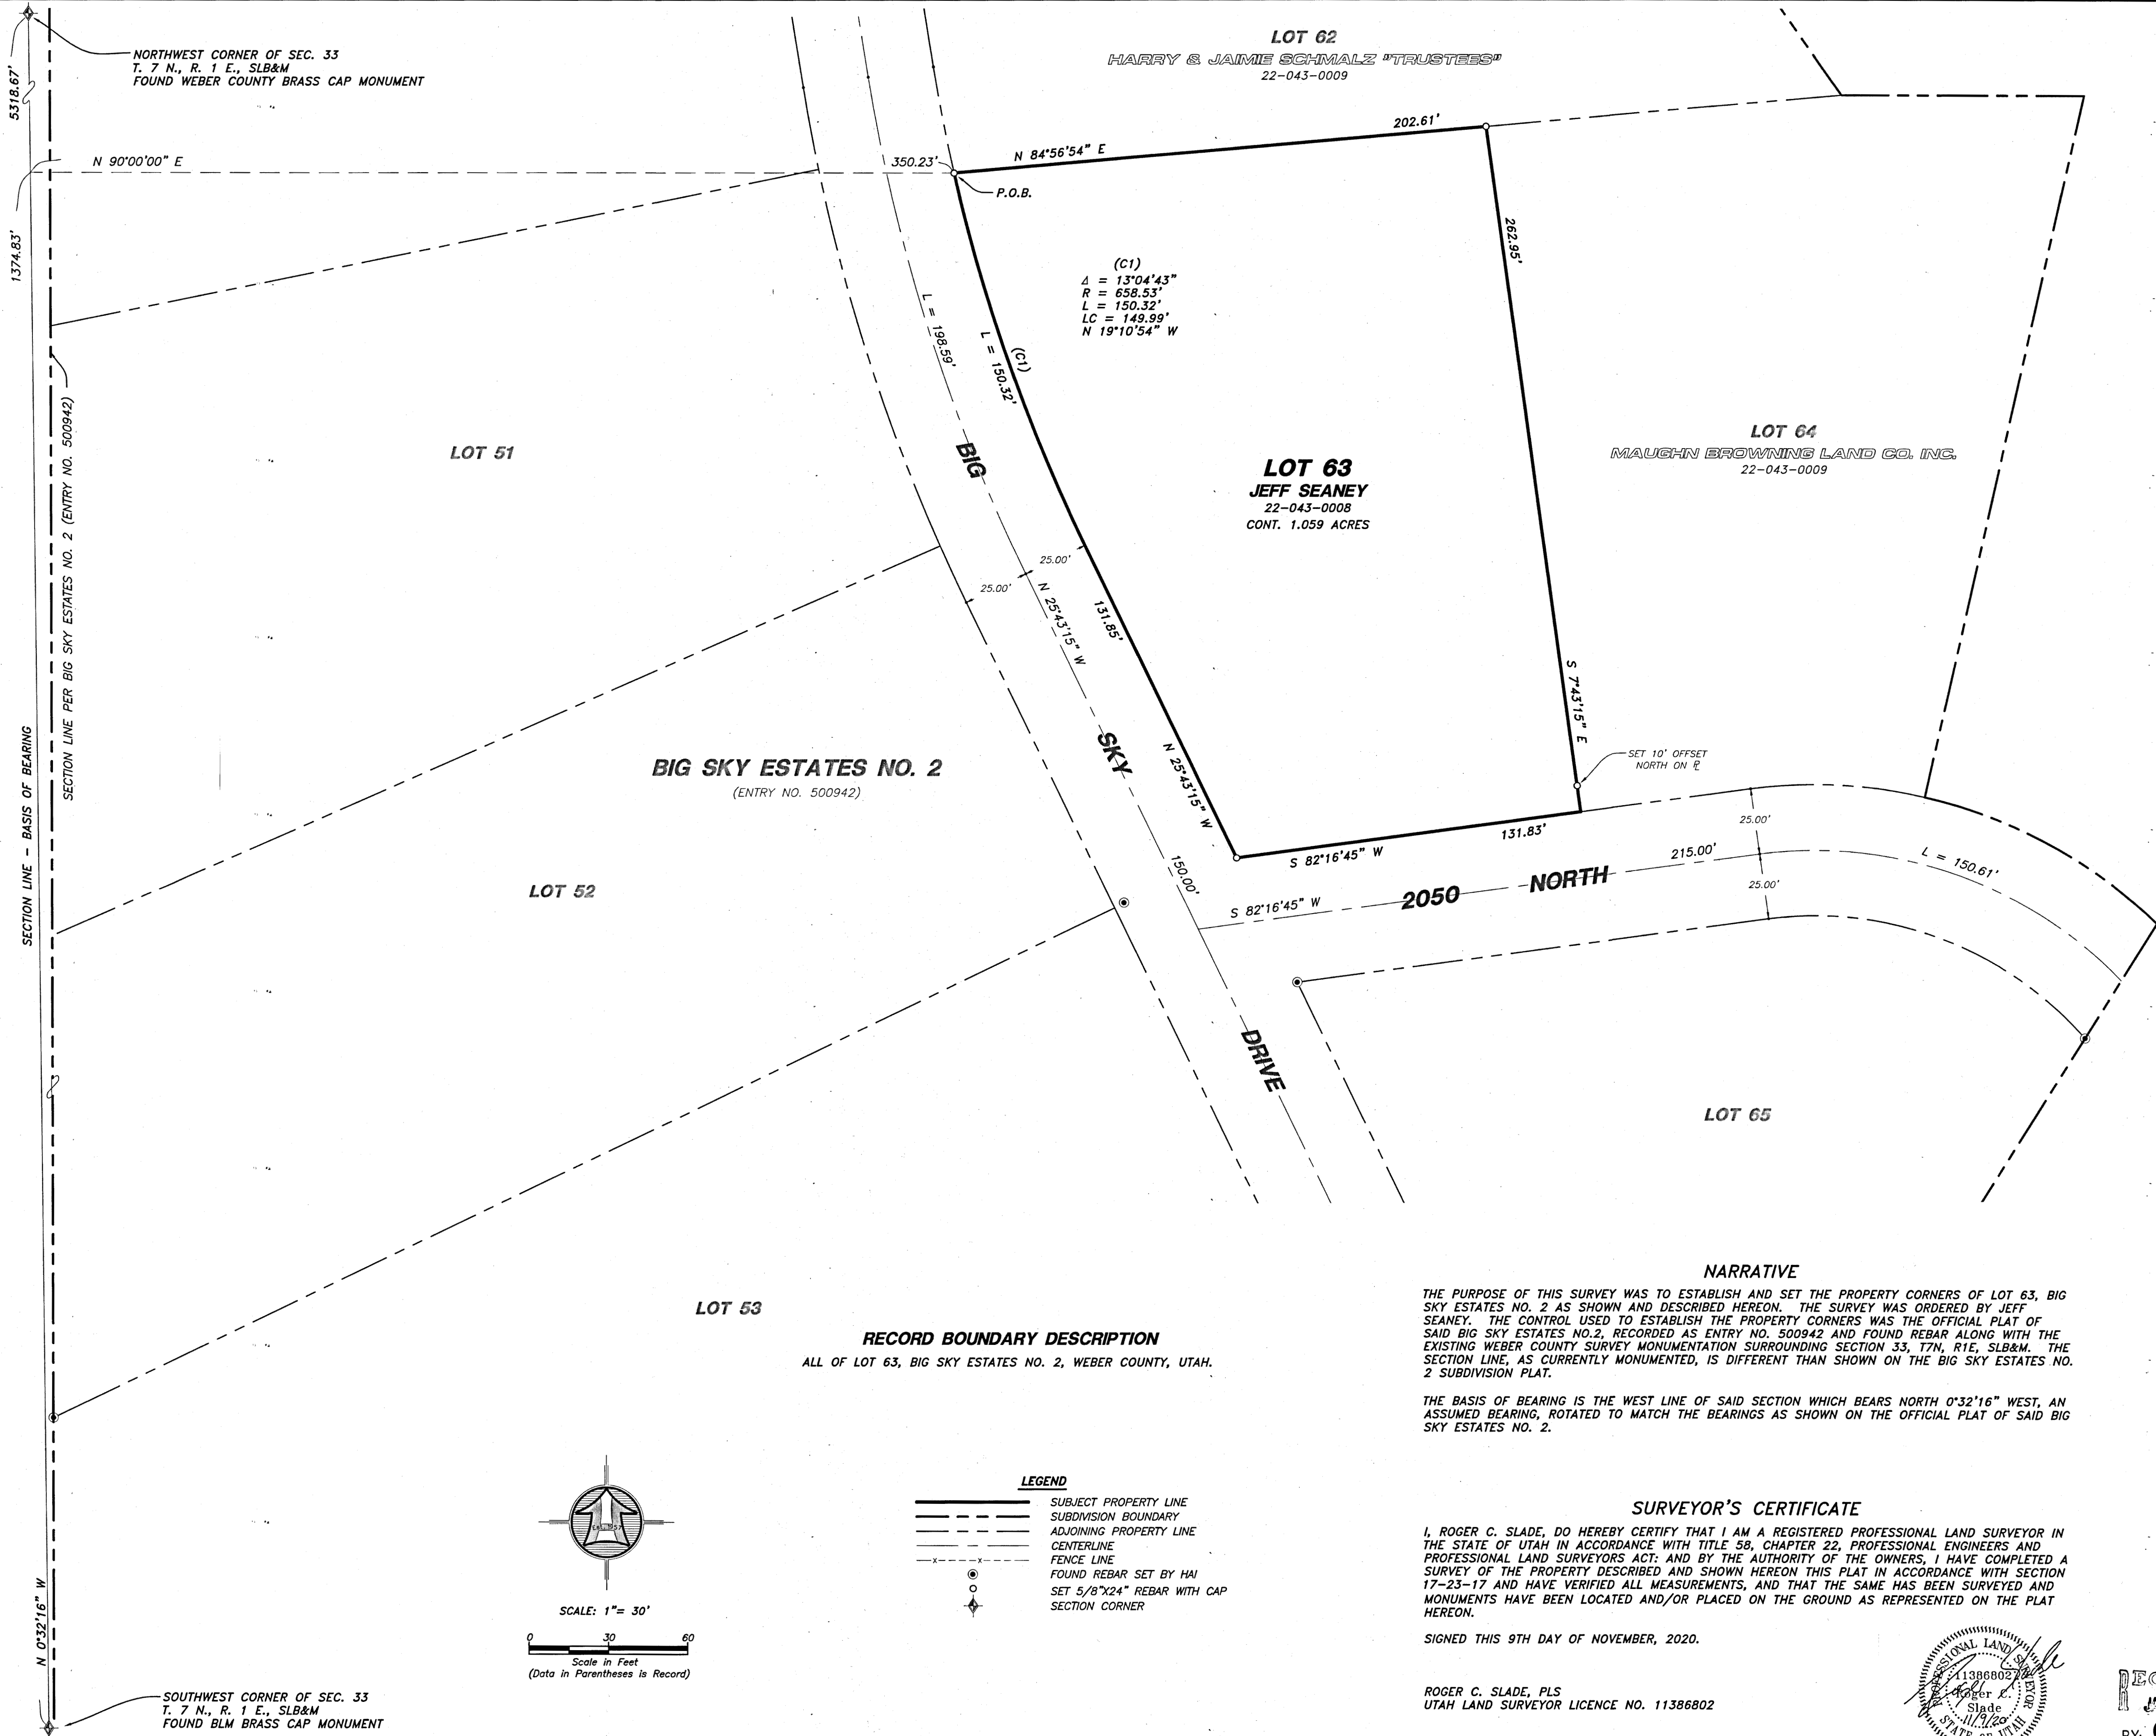 5318.67'
NORTHWEST CORNER OF SEC. 33
T. 7 N., R. 1 E., SLB&M
FOUND WEBER COUNTY BRASS CAP MONUMENT
N 90°00'00" E
350.23'
1374.83'
P.O.B.
LOT 62
HARRY & JAIMIE SCHMALZ "TRUSTEES"
22-043-0009
N 84°56'54" E
202.61'
262.95'
(C1)
Δ = 13°04'43"
R = 658.53'
L = 150.32'
LC = 149.99'
N 19°10'54" W
L = 198.59'
L = 150.32'
(C1)
SECTION LINE PER BIG SKY ESTATES NO. 2 (ENTRY NO. 500942)
LOT 51
BIG
LOT 63
JEFF SEANEY
22-043-0008
CONT. 1.059 ACRES
LOT 64
MAUGHN BROWNING LAND CO. INC.
22-043-0009
25.00'
25.00'
N 25°43'15" W
131.85'
S 7°43'15" E
SECTION LINE - BASIS OF BEARING
BIG SKY ESTATES NO. 2
(ENTRY NO. 500942)
SKY
N 25°43'15" W
SET 10' OFFSET
NORTH ON PL
131.83'
S 82°16'45" W
25.00'
215.00'
L = 150.61'
LOT 52
150.00'
S 82°16'45" W
2050 NORTH
25.00'
DRIVE
LOT 65
LOT 53
RECORD BOUNDARY DESCRIPTION
ALL OF LOT 63, BIG SKY ESTATES NO. 2, WEBER COUNTY, UTAH.
NARRATIVE
THE PURPOSE OF THIS SURVEY WAS TO ESTABLISH AND SET THE PROPERTY CORNERS OF LOT 63, BIG
SKY ESTATES NO. 2 AS SHOWN AND DESCRIBED HEREON. THE SURVEY WAS ORDERED BY JEFF
SEANEY. THE CONTROL USED TO ESTABLISH THE PROPERTY CORNERS WAS THE OFFICIAL PLAT OF
SAID BIG SKY ESTATES NO.2, RECORDED AS ENTRY NO. 500942 AND FOUND REBAR ALONG WITH THE
EXISTING WEBER COUNTY SURVEY MONUMENTATION SURROUNDING SECTION 33, T7N, R1E, SLB&M. THE
SECTION LINE, AS CURRENTLY MONUMENTED, IS DIFFERENT THAN SHOWN ON THE BIG SKY ESTATES NO.
2 SUBDIVISION PLAT.
THE BASIS OF BEARING IS THE WEST LINE OF SAID SECTION WHICH BEARS NORTH 0°32'16" WEST, AN
ASSUMED BEARING, ROTATED TO MATCH THE BEARINGS AS SHOWN ON THE OFFICIAL PLAT OF SAID BIG
SKY ESTATES NO. 2.
LEGEND
SUBJECT PROPERTY LINE
SUBDIVISION BOUNDARY
ADJOINING PROPERTY LINE
CENTERLINE
x x FENCE LINE
FOUND REBAR SET BY HAI
SET 5/8"X24" REBAR WITH CAP
SECTION CORNER
SCALE: 1"= 30'
0 30 60
Scale in Feet
(Data in Parentheses is Record)
SURVEYOR'S CERTIFICATE
I, ROGER C. SLADE, DO HEREBY CERTIFY THAT I AM A REGISTERED PROFESSIONAL LAND SURVEYOR IN
THE STATE OF UTAH IN ACCORDANCE WITH TITLE 58, CHAPTER 22, PROFESSIONAL ENGINEERS AND
PROFESSIONAL LAND SURVEYORS ACT: AND BY THE AUTHORITY OF THE OWNERS, I HAVE COMPLETED A
SURVEY OF THE PROPERTY DESCRIBED AND SHOWN HEREON THIS PLAT IN ACCORDANCE WITH SECTION
17-23-17 AND HAVE VERIFIED ALL MEASUREMENTS, AND THAT THE SAME HAS BEEN SURVEYED AND
MONUMENTS HAVE BEEN LOCATED AND/OR PLACED ON THE GROUND AS REPRESENTED ON THE PLAT
HEREON.
SIGNED THIS 9TH DAY OF NOVEMBER, 2020.
ROGER C. SLADE, PLS
UTAH LAND SURVEYOR LICENCE NO. 11386802
PROFESSIONAL LAND SURVEYOR
11386802
Roger C.
Slade
11/9/20
STATE OF UTAH
BY:
N 0°32'16" W
SOUTHWEST CORNER OF SEC. 33
T. 7 N., R. 1 E., SLB&M
FOUND BLM BRASS CAP MONUMENT